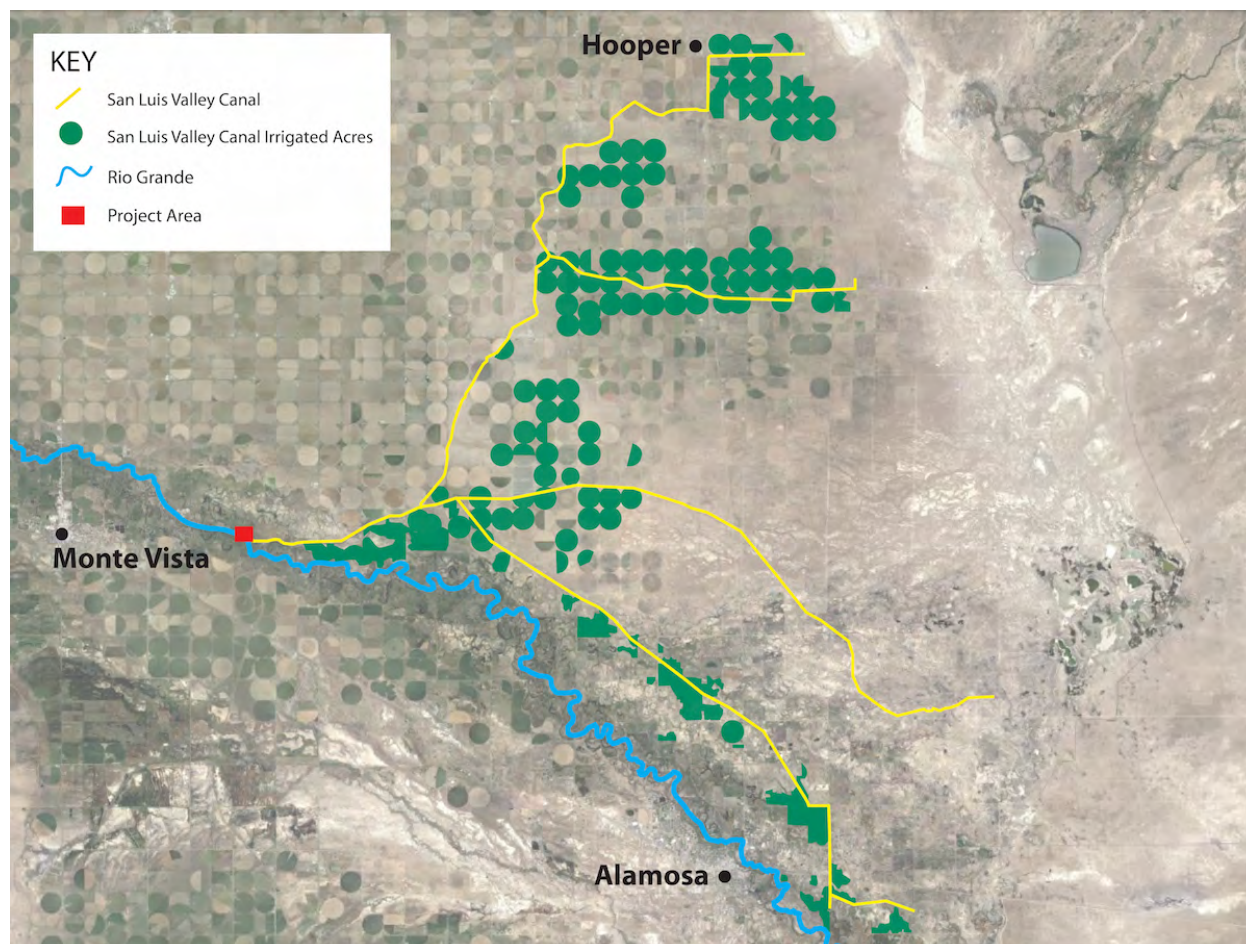 Hooper
KEY
San Luis Valley Canal
San Luis Valley Canal Irrigated Acres
Rio Grande
Project Area
Monte Vista
Alamosa